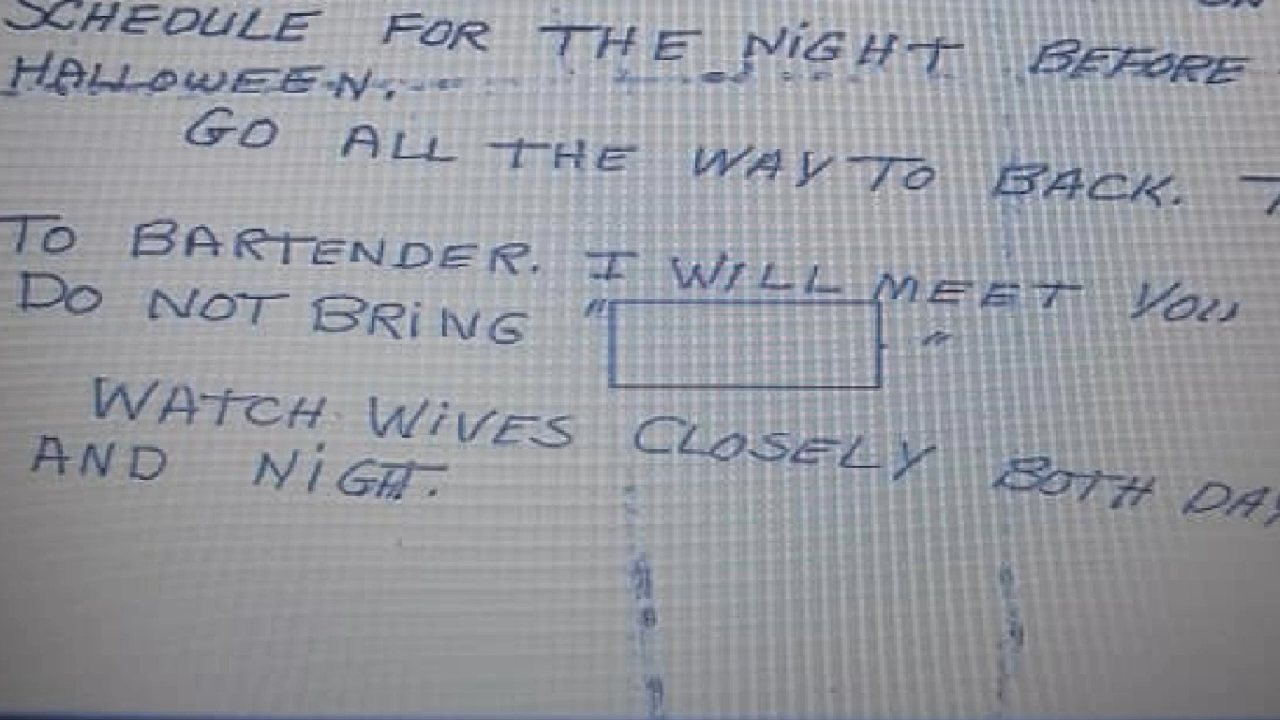 SCHEDULE FOR THE NIGHT BEFORE
HALLOWEEN.
GO ALL THE WAY TO BACK.
TO BARTENDER. I WILL MEET YOU
DO NOT BRING " "
WATCH WIVES CLOSELY BOTH DAY
AND NIGHT.